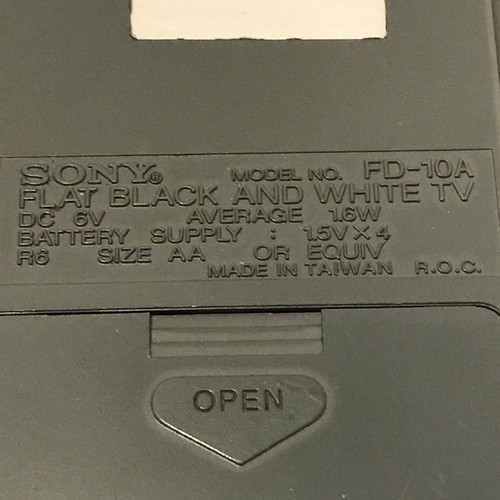 SONY® MODEL NO. FD-10A
FLAT BLACK AND WHITE TV
DC 6V AVERAGE 1.6W
BATTERY SUPPLY : 1.5V×4
R6 SIZE AA OR EQUIV
MADE IN TAIWAN R.O.C.
OPEN